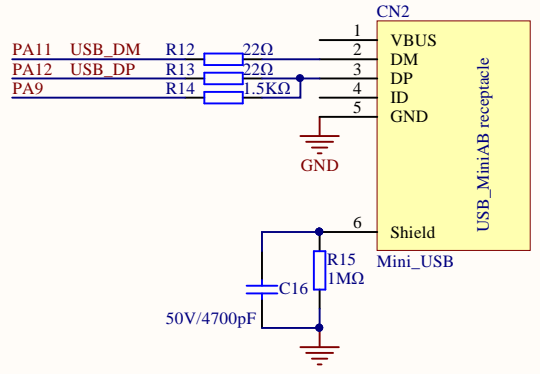 CN2
1 VBUS
PA11 USB_DM R12 22Ω 2 DM
PA12 USB_DP R13 22Ω 3 DP
PA9 R14 1.5KΩ 4 ID
5 GND
GND
USB_MiniAB receptacle
6 Shield
Mini_USB
R15
1MΩ
C16
50V/4700pF
GND